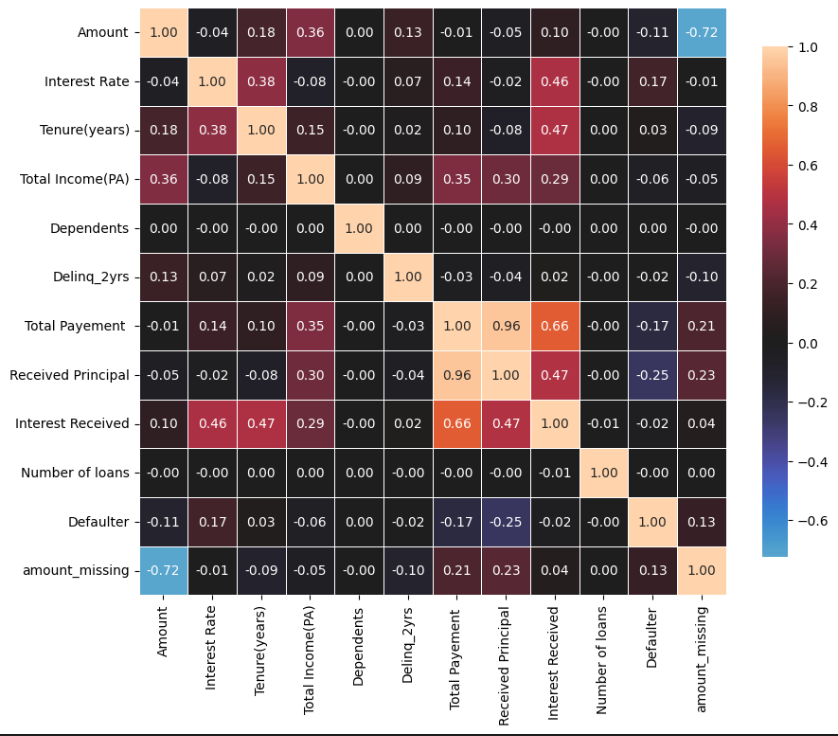 Amount 1.00 -0.04 0.18 0.36 0.00 0.13 -0.01 -0.05 0.10 -0.00 -0.11 -0.72
Interest Rate -0.04 1.00 0.38 -0.08 -0.00 0.07 0.14 -0.02 0.46 0.00 0.17 -0.01
Tenure(years) 0.18 0.38 1.00 0.15 -0.00 0.02 0.10 -0.08 0.47 0.00 0.03 -0.09
Total Income(PA) 0.36 -0.08 0.15 1.00 0.00 0.09 0.35 0.30 0.29 0.00 -0.06 -0.05
Dependents 0.00 -0.00 -0.00 0.00 1.00 0.00 -0.00 -0.00 -0.00 0.00 0.00 -0.00
Delinq_2yrs 0.13 0.07 0.02 0.09 0.00 1.00 -0.03 -0.04 0.02 -0.00 -0.02 -0.10
Total Payement -0.01 0.14 0.10 0.35 -0.00 -0.03 1.00 0.96 0.66 -0.00 -0.17 0.21
Received Principal -0.05 -0.02 -0.08 0.30 -0.00 -0.04 0.96 1.00 0.47 -0.00 -0.25 0.23
Interest Received 0.10 0.46 0.47 0.29 -0.00 0.02 0.66 0.47 1.00 -0.01 -0.02 0.04
Number of loans -0.00 0.00 0.00 0.00 0.00 -0.00 -0.00 -0.00 -0.01 1.00 -0.00 0.00
Defaulter -0.11 0.17 0.03 -0.06 0.00 -0.02 -0.17 -0.25 -0.02 -0.00 1.00 0.13
amount_missing -0.72 -0.01 -0.09 -0.05 -0.00 -0.10 0.21 0.23 0.04 0.00 0.13 1.00
Amount
Interest Rate
Tenure(years)
Total Income(PA)
Dependents
Delinq_2yrs
Total Payement
Received Principal
Interest Received
Number of loans
Defaulter
amount_missing
1.0
0.8
0.6
0.4
0.2
0.0
−0.2
−0.4
−0.6